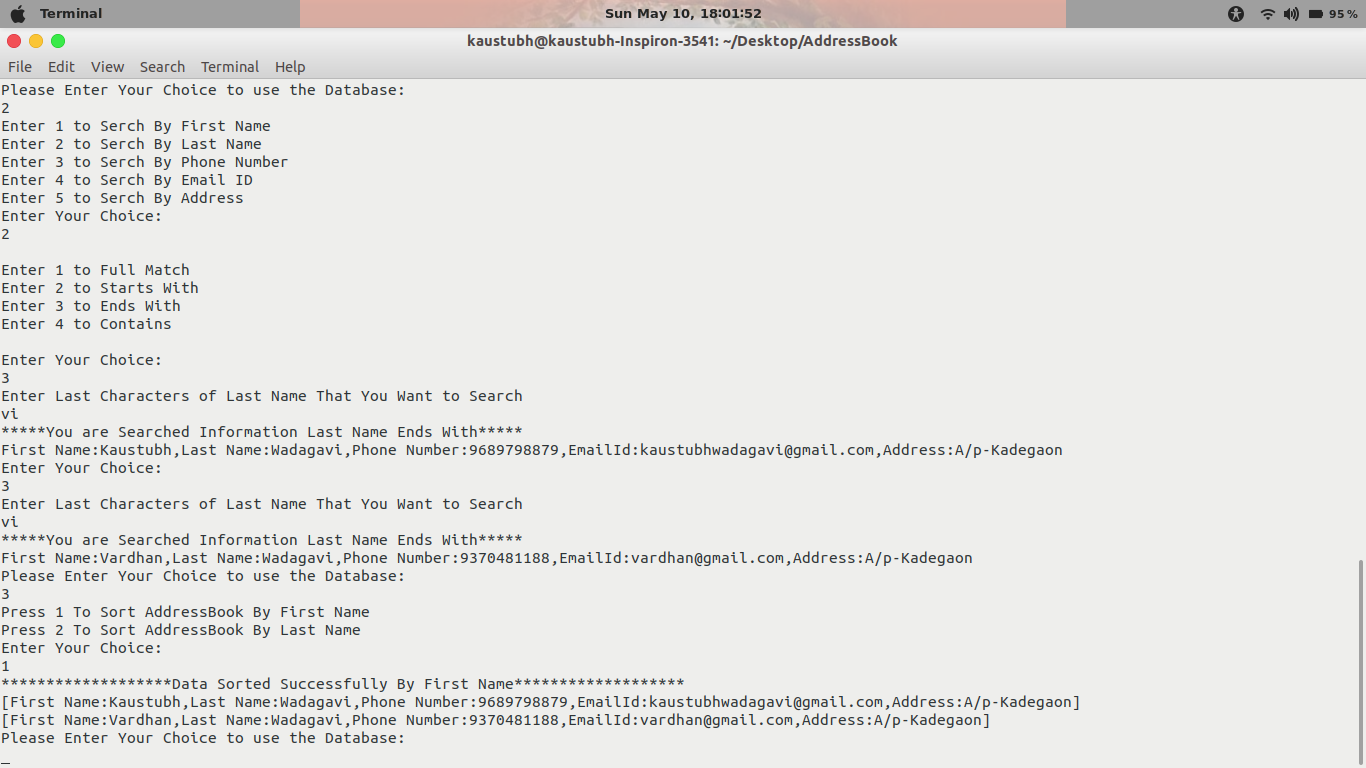 Terminal
Sun May 10, 18:01:52
95%
kaustubh@kaustubh-Inspiron-3541: ~/Desktop/AddressBook
File Edit View Search Terminal Help
Please Enter Your Choice to use the Database:
2
Enter 1 to Serch By First Name
Enter 2 to Serch By Last Name
Enter 3 to Serch By Phone Number
Enter 4 to Serch By Email ID
Enter 5 to Serch By Address
Enter Your Choice:
2
Enter 1 to Full Match
Enter 2 to Starts With
Enter 3 to Ends With
Enter 4 to Contains
Enter Your Choice:
3
Enter Last Characters of Last Name That You Want to Search
vi
*****You are Searched Information Last Name Ends With*****
First Name:Kaustubh,Last Name:Wadagavi,Phone Number:9689798879,EmailId:kaustubhwadagavi@gmail.com,Address:A/p-Kadegaon
Enter Your Choice:
3
Enter Last Characters of Last Name That You Want to Search
vi
*****You are Searched Information Last Name Ends With*****
First Name:Vardhan,Last Name:Wadagavi,Phone Number:9370481188,EmailId:vardhan@gmail.com,Address:A/p-Kadegaon
Please Enter Your Choice to use the Database:
3
Press 1 To Sort AddressBook By First Name
Press 2 To Sort AddressBook By Last Name
Enter Your Choice:
1
*******************Data Sorted Successfully By First Name*******************
[First Name:Kaustubh,Last Name:Wadagavi,Phone Number:9689798879,EmailId:kaustubhwadagavi@gmail.com,Address:A/p-Kadegaon]
[First Name:Vardhan,Last Name:Wadagavi,Phone Number:9370481188,EmailId:vardhan@gmail.com,Address:A/p-Kadegaon]
Please Enter Your Choice to use the Database:
_